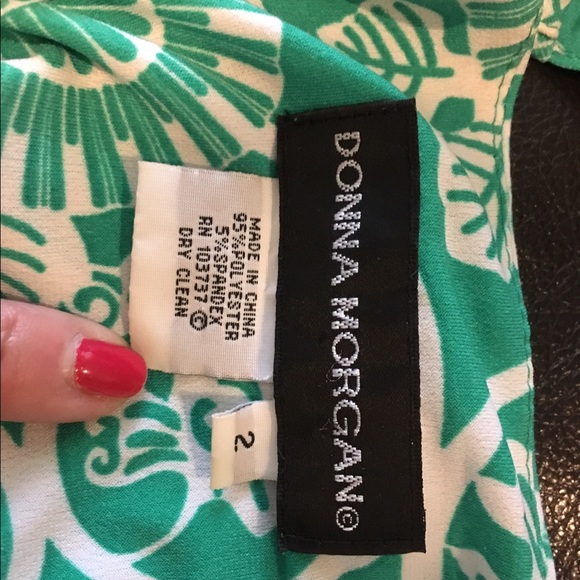 DONNA MORGAN©
MADE IN CHINA
95%POLYESTER
5%SPANDEX
RN 103737 ©
DRY CLEAN
2